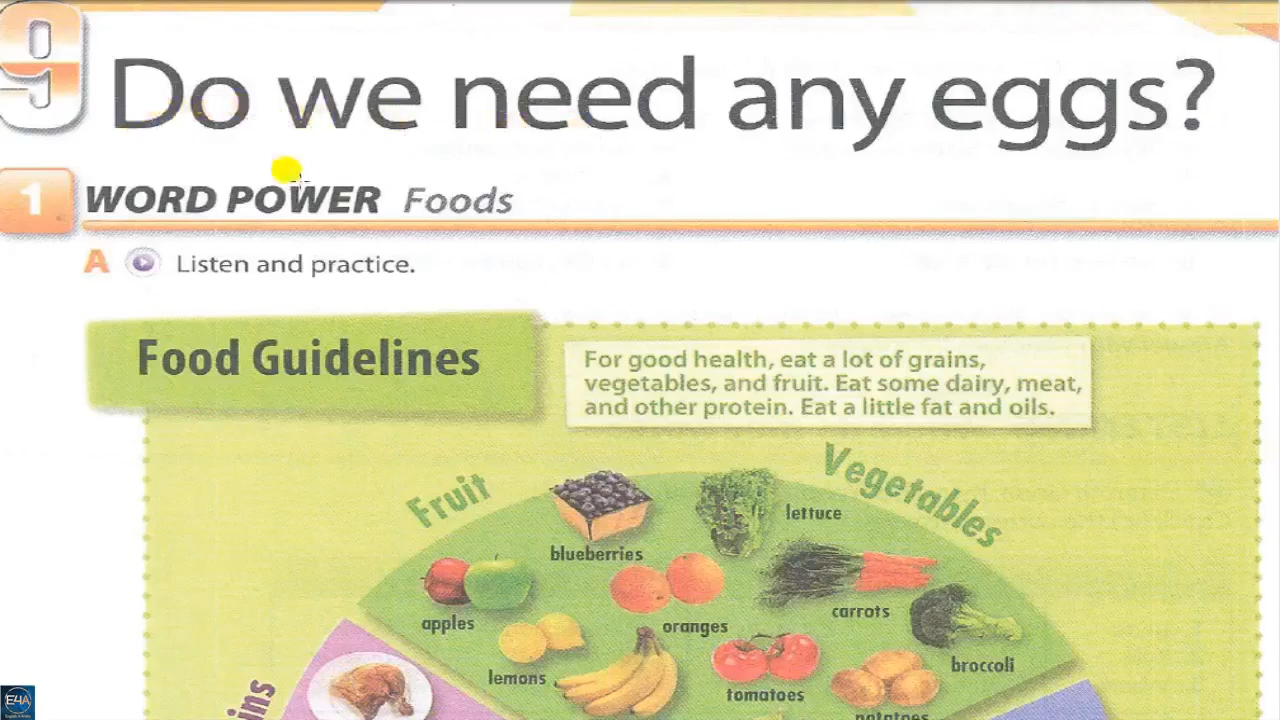 9
Do we need any eggs?
1 WORD POWER Foods
A Listen and practice.
Food Guidelines
For good health, eat a lot of grains,
vegetables, and fruit. Eat some dairy, meat,
and other protein. Eat a little fat and oils.
Fruit
Vegetables
lettuce
blueberries
carrots
apples
oranges
broccoli
lemons
tomatoes
potatoes
E4A